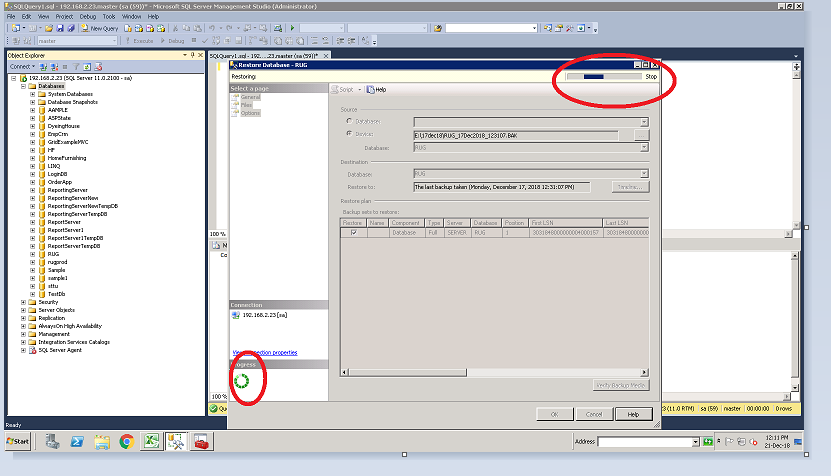 SQLQuery1.sql - 192.168.2.23.master (sa (59))* - Microsoft SQL Server Management Studio (Administrator)
File Edit View Project Debug Tools Window Help
New Query
master Execute Debug
Object Explorer
SQLQuery1.sql - 192. ...23.master (sa (59))*
Connect
192.168.2.23 (SQL Server 11.0.2100 - sa)
Databases
System Databases
Database Snapshots
AAMPLE
ASPState
DyeingHouse
EmpCrm
GridExampleMVC
HF
HomeFurnishing
LINQ
LoginDB
OrderApp
ReportingServer
ReportingServerNew
ReportingServerNewTempDB
ReportingServerTempDB
ReportServer
ReportServer1
ReportServer1TempDB
ReportServerTempDB
RUG
rugprod
Sample
sample1
sttu
TestDb
Security
Server Objects
Replication
AlwaysOn High Availability
Management
Integration Services Catalogs
SQL Server Agent
Restore Database - RUG
Restoring: Stop
Select a page
General
Files
Options
Script Help
Source
Database:
Device: E:\17dec18\RUG_17Dec2018_123107.BAK ...
Database: RUG
Destination
Database: RUG
Restore to: The last backup taken (Monday, December 17, 2018 12:31:07 PM) Timeline...
Restore plan
Backup sets to restore:
Restore Name Component Type Server Database Position First LSN Last LSN
Database Full SERVER RUG 1
100 %
Connection
192.168.2.23 [sa]
View connection properties
Progress
Verify Backup Media
100 %
OK Cancel Help
23 (11.0 RTM) sa (59) master 00:00:00 0 rows
Ready
Start
Address
12:11 PM
21-Dec-18